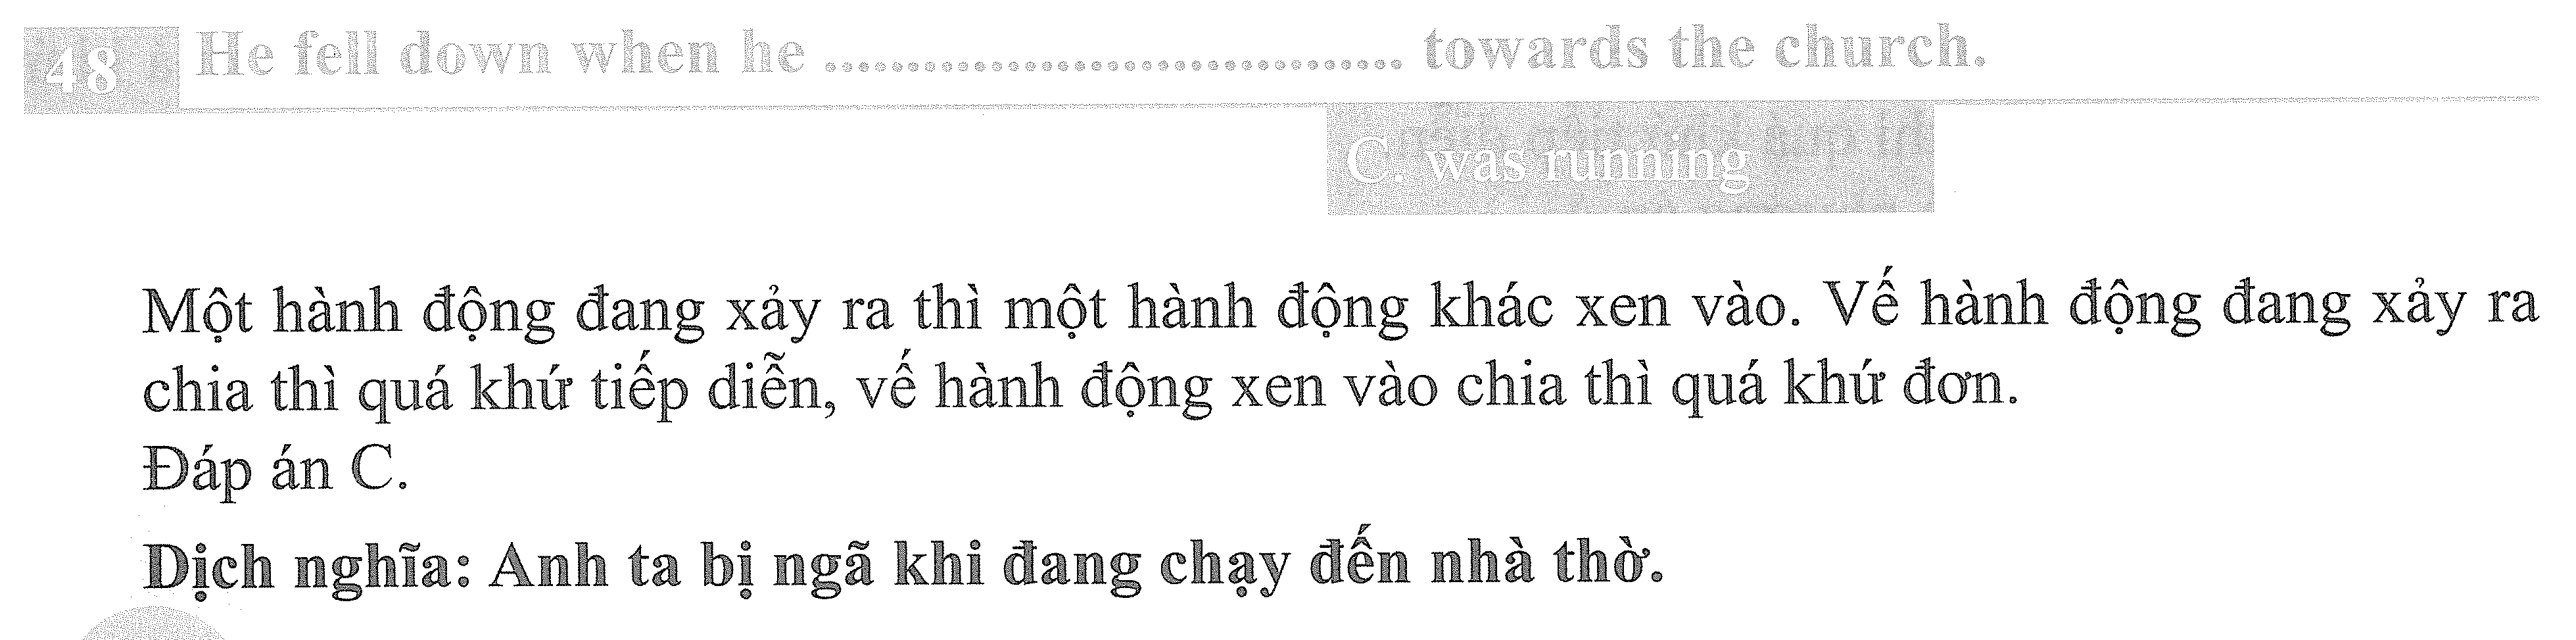 48 He fell down when he .................................... towards the church.
C. was running
Một hành động đang xảy ra thì một hành động khác xen vào. Vế hành động đang xảy ra
chia thì quá khứ tiếp diễn, vế hành động xen vào chia thì quá khứ đơn.
Đáp án C.
Dịch nghĩa: Anh ta bị ngã khi đang chạy đến nhà thờ.